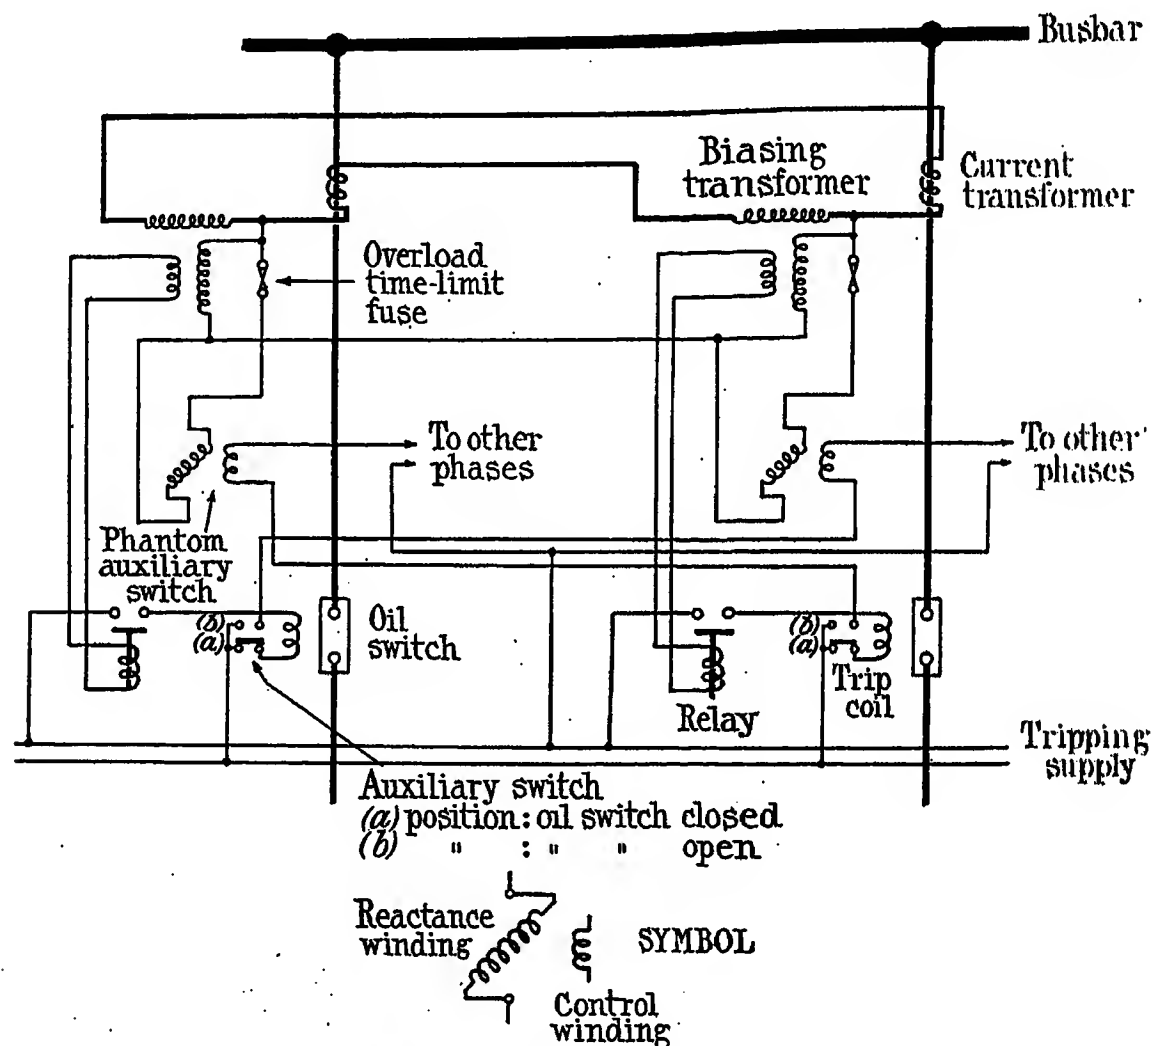 Busbar
Biasing
transformer
Current
transformer
Overload
time-limit
fuse
To other
phases
To other
phases
Phantom
auxiliary
switch
(b)
(a)
Oil
switch
(b)
(a)
Trip
coil
Relay
Tripping
supply
Auxiliary switch
(a) position: oil switch closed
(b) " : " " open
Reactance
winding
SYMBOL
Control
winding